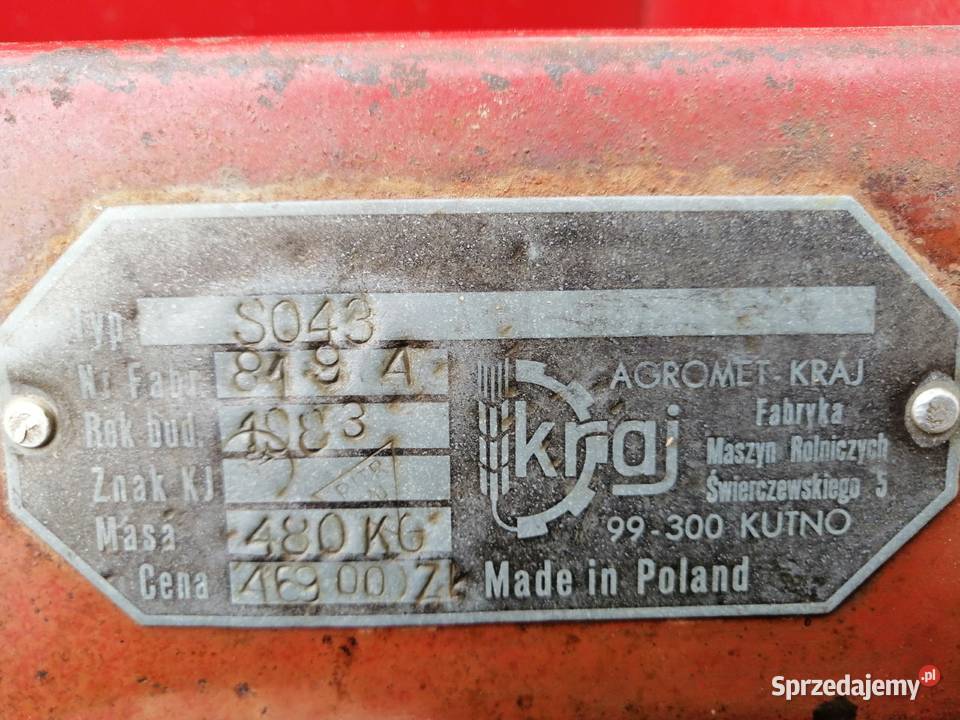 Typ S043
Nr Fabr. 819 A
Rok bud. 1983
Znak KJ
Masa 480 KG
Cena 46900 ZŁ
kraj
AGROMET-KRAJ
Fabryka
Maszyn Rolniczych
Świerczewskiego 5
99-300 KUTNO
Made in Poland
Sprzedajemy.pl